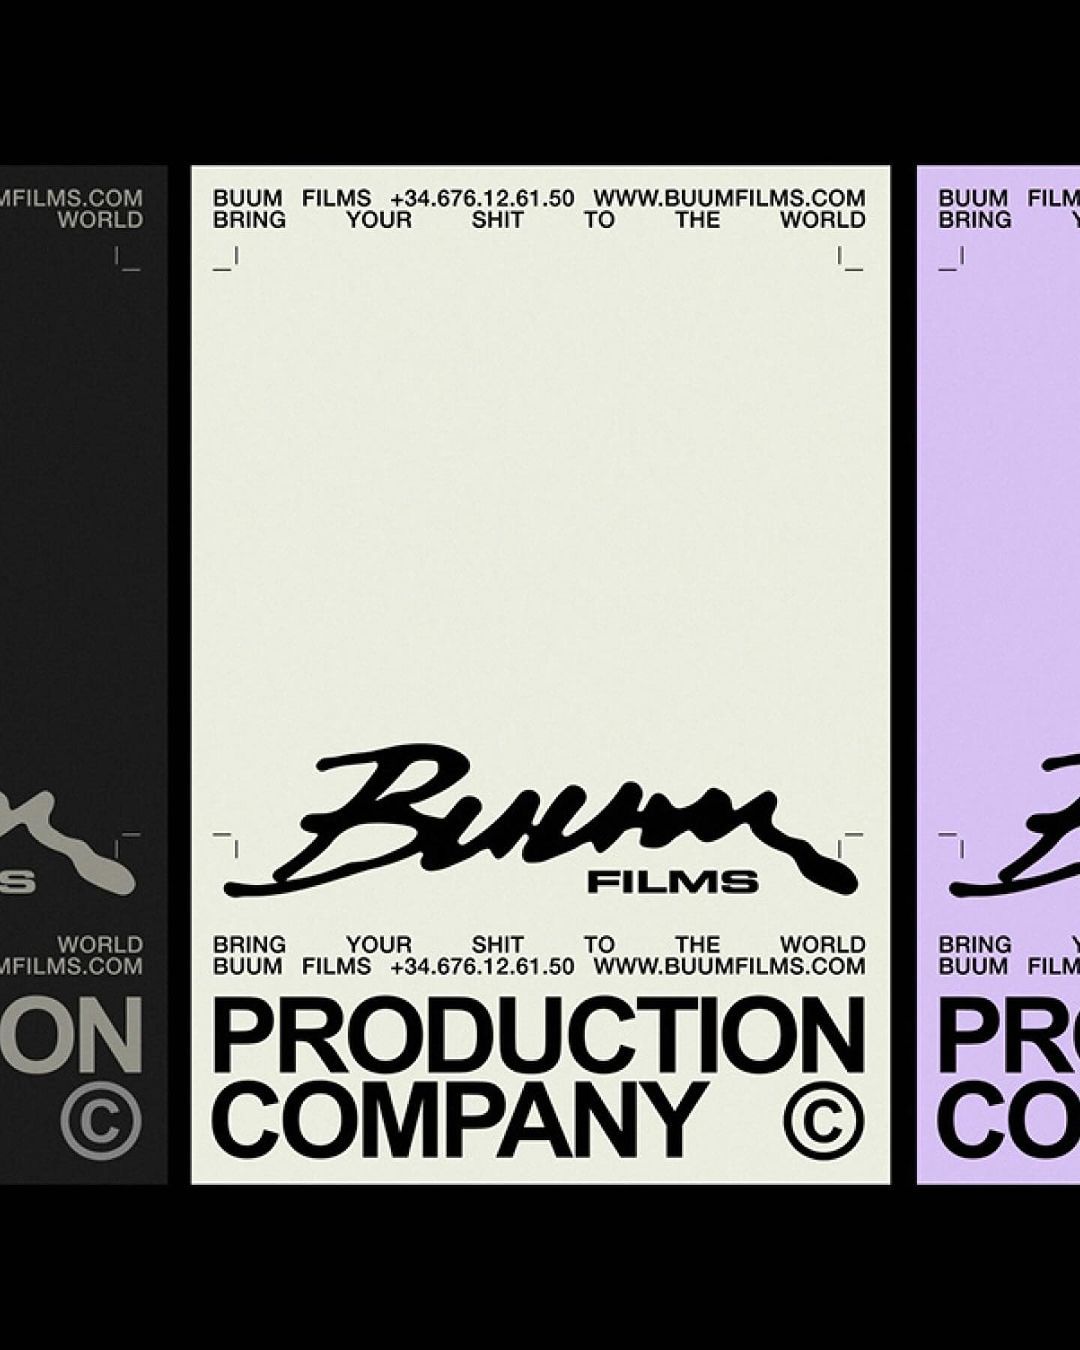 MFILMS.COM
WORLD
S
WORLD
MFILMS.COM
ON
©
BUUM FILMS +34.676.12.61.50 WWW.BUUMFILMS.COM
BRING YOUR SHIT TO THE WORLD
Buum
FILMS
BRING YOUR SHIT TO THE WORLD
BUUM FILMS +34.676.12.61.50 WWW.BUUMFILMS.COM
PRODUCTION
COMPANY ©
BUUM FILM
BRING
B
BRING
BUUM FILM
PR
CO